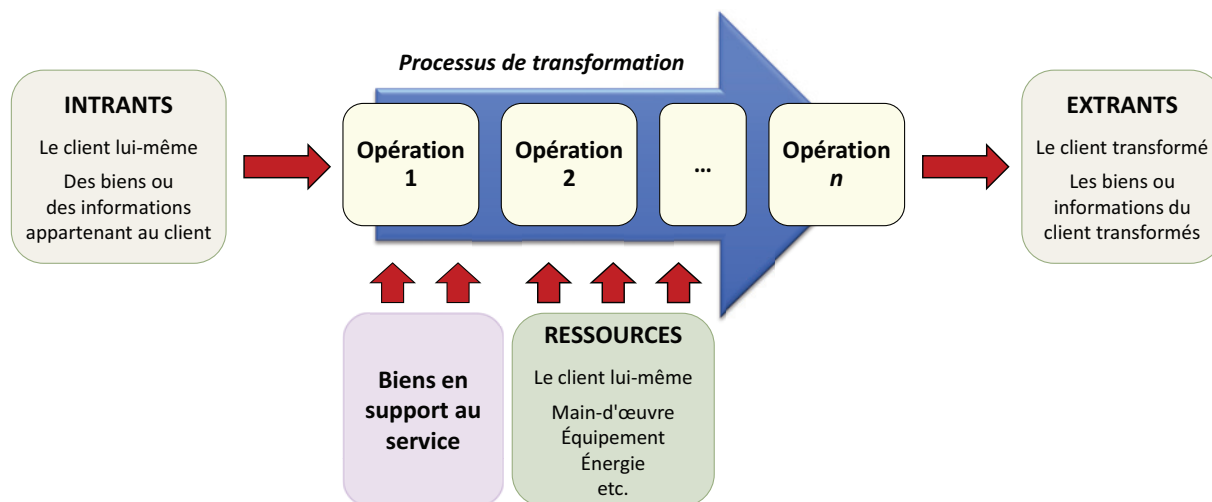 Processus de transformation
INTRANTS
Le client lui-même
Des biens ou
des informations
appartenant au client
Opération
1
Opération
2
...
Opération
n
EXTRANTS
Le client transformé
Les biens ou
informations du
client transformés
Biens en
support au
service
RESSOURCES
Le client lui-même
Main-d'œuvre
Équipement
Énergie
etc.